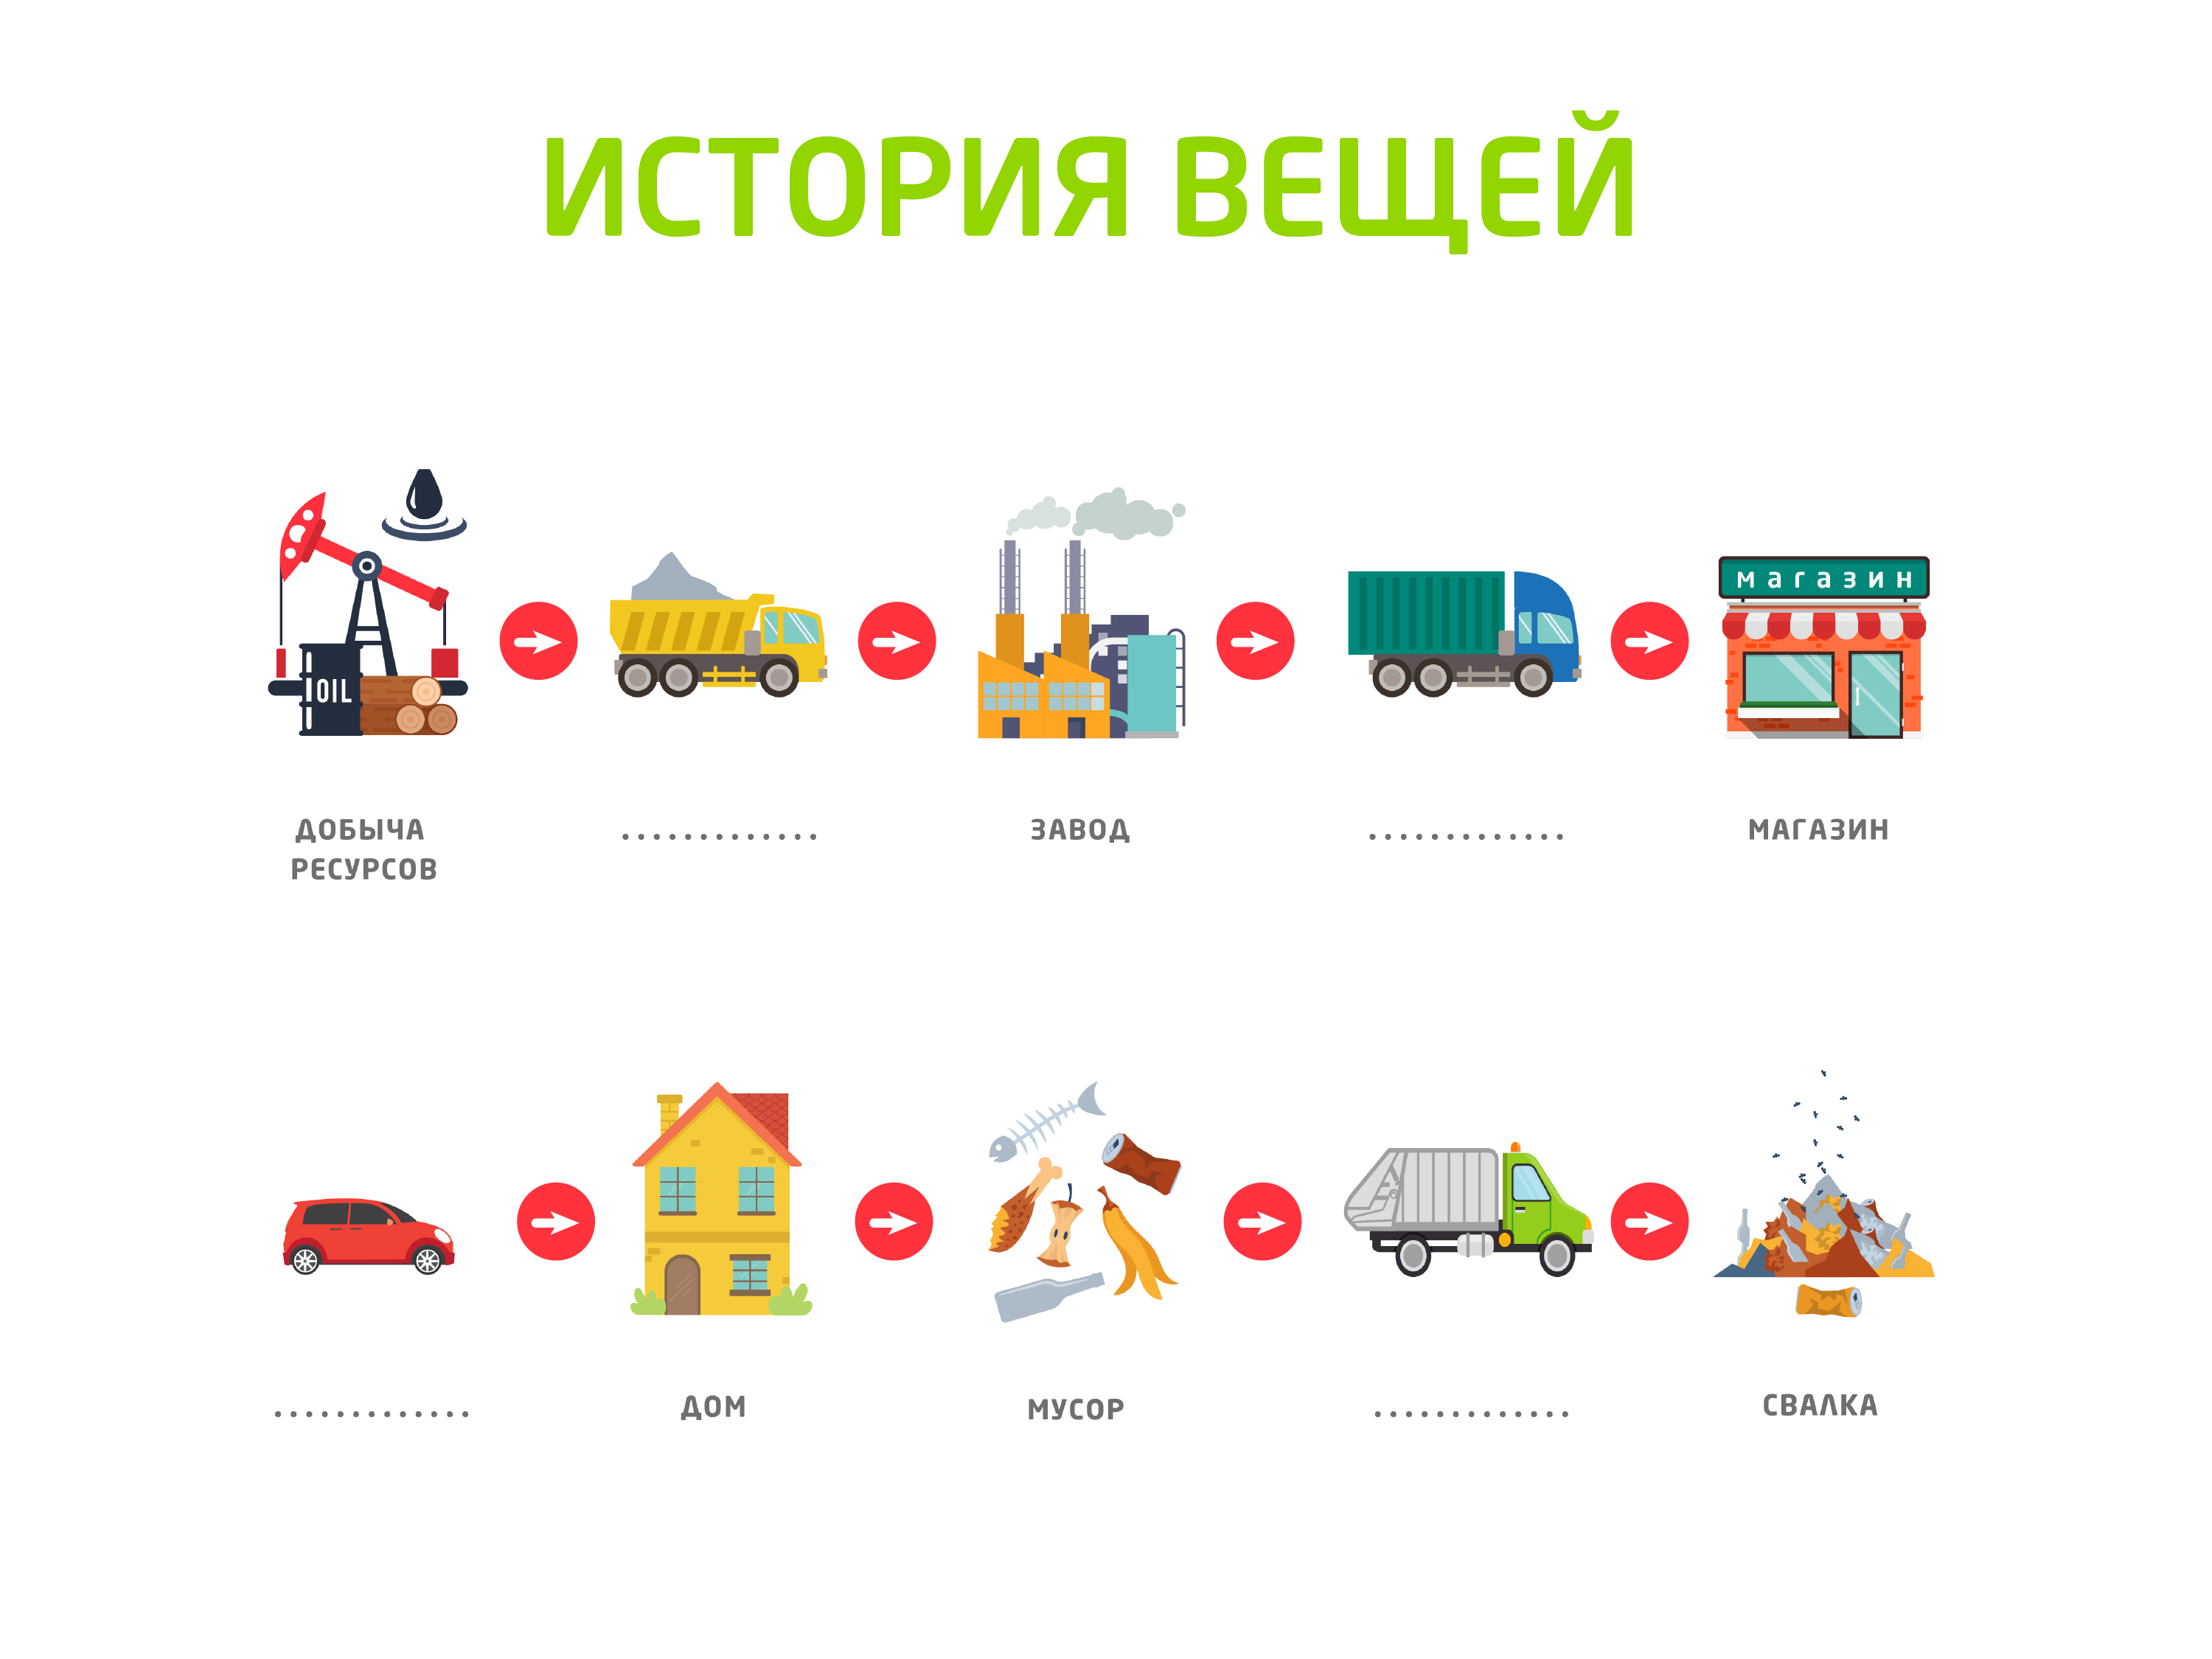 ИСТОРИЯ ВЕЩЕЙ
OIL
магазин
ДОБЫЧА
РЕСУРСОВ
.............
ЗАВОД
.............
МАГАЗИН
.............
ДОМ
МУСОР
.............
СВАЛКА